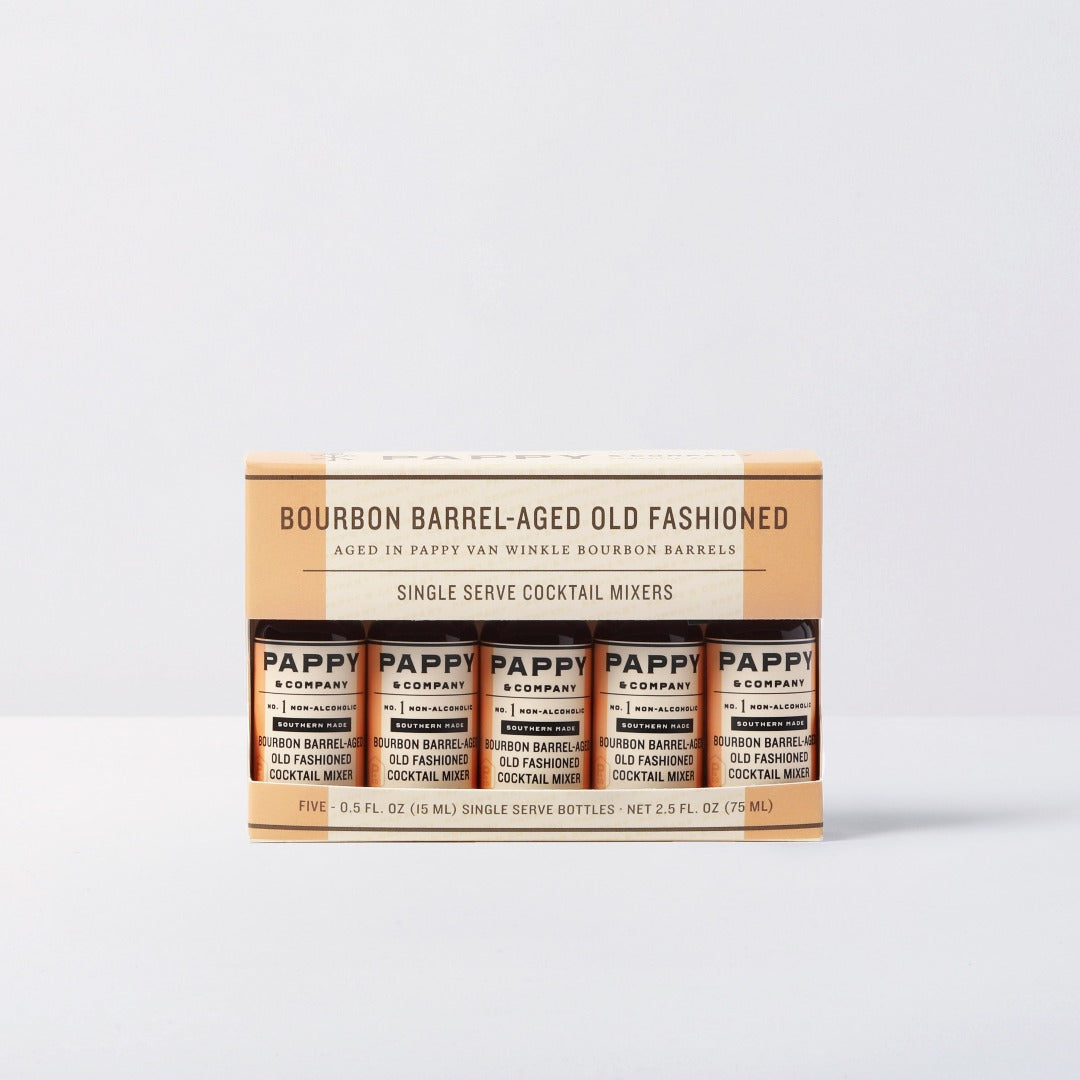 PAPPY & COMPANY
BOURBON BARREL-AGED OLD FASHIONED
AGED IN PAPPY VAN WINKLE BOURBON BARRELS
SINGLE SERVE COCKTAIL MIXERS
PAPPY
& COMPANY
NO. 1 NON-ALCOHOLIC
SOUTHERN MADE
BOURBON BARREL-AGED
OLD FASHIONED
COCKTAIL MIXER
PAPPY
& COMPANY
NO. 1 NON-ALCOHOLIC
SOUTHERN MADE
BOURBON BARREL-AGED
OLD FASHIONED
COCKTAIL MIXER
PAPPY
& COMPANY
NO. 1 NON-ALCOHOLIC
SOUTHERN MADE
BOURBON BARREL-AGED
OLD FASHIONED
COCKTAIL MIXER
PAPPY
& COMPANY
NO. 1 NON-ALCOHOLIC
SOUTHERN MADE
BOURBON BARREL-AGED
OLD FASHIONED
COCKTAIL MIXER
PAPPY
& COMPANY
NO. 1 NON-ALCOHOLIC
SOUTHERN MADE
BOURBON BARREL-AGED
OLD FASHIONED
COCKTAIL MIXER
FIVE - 0.5 FL. OZ (15 ML) SINGLE SERVE BOTTLES · NET 2.5 FL. OZ (75 ML)